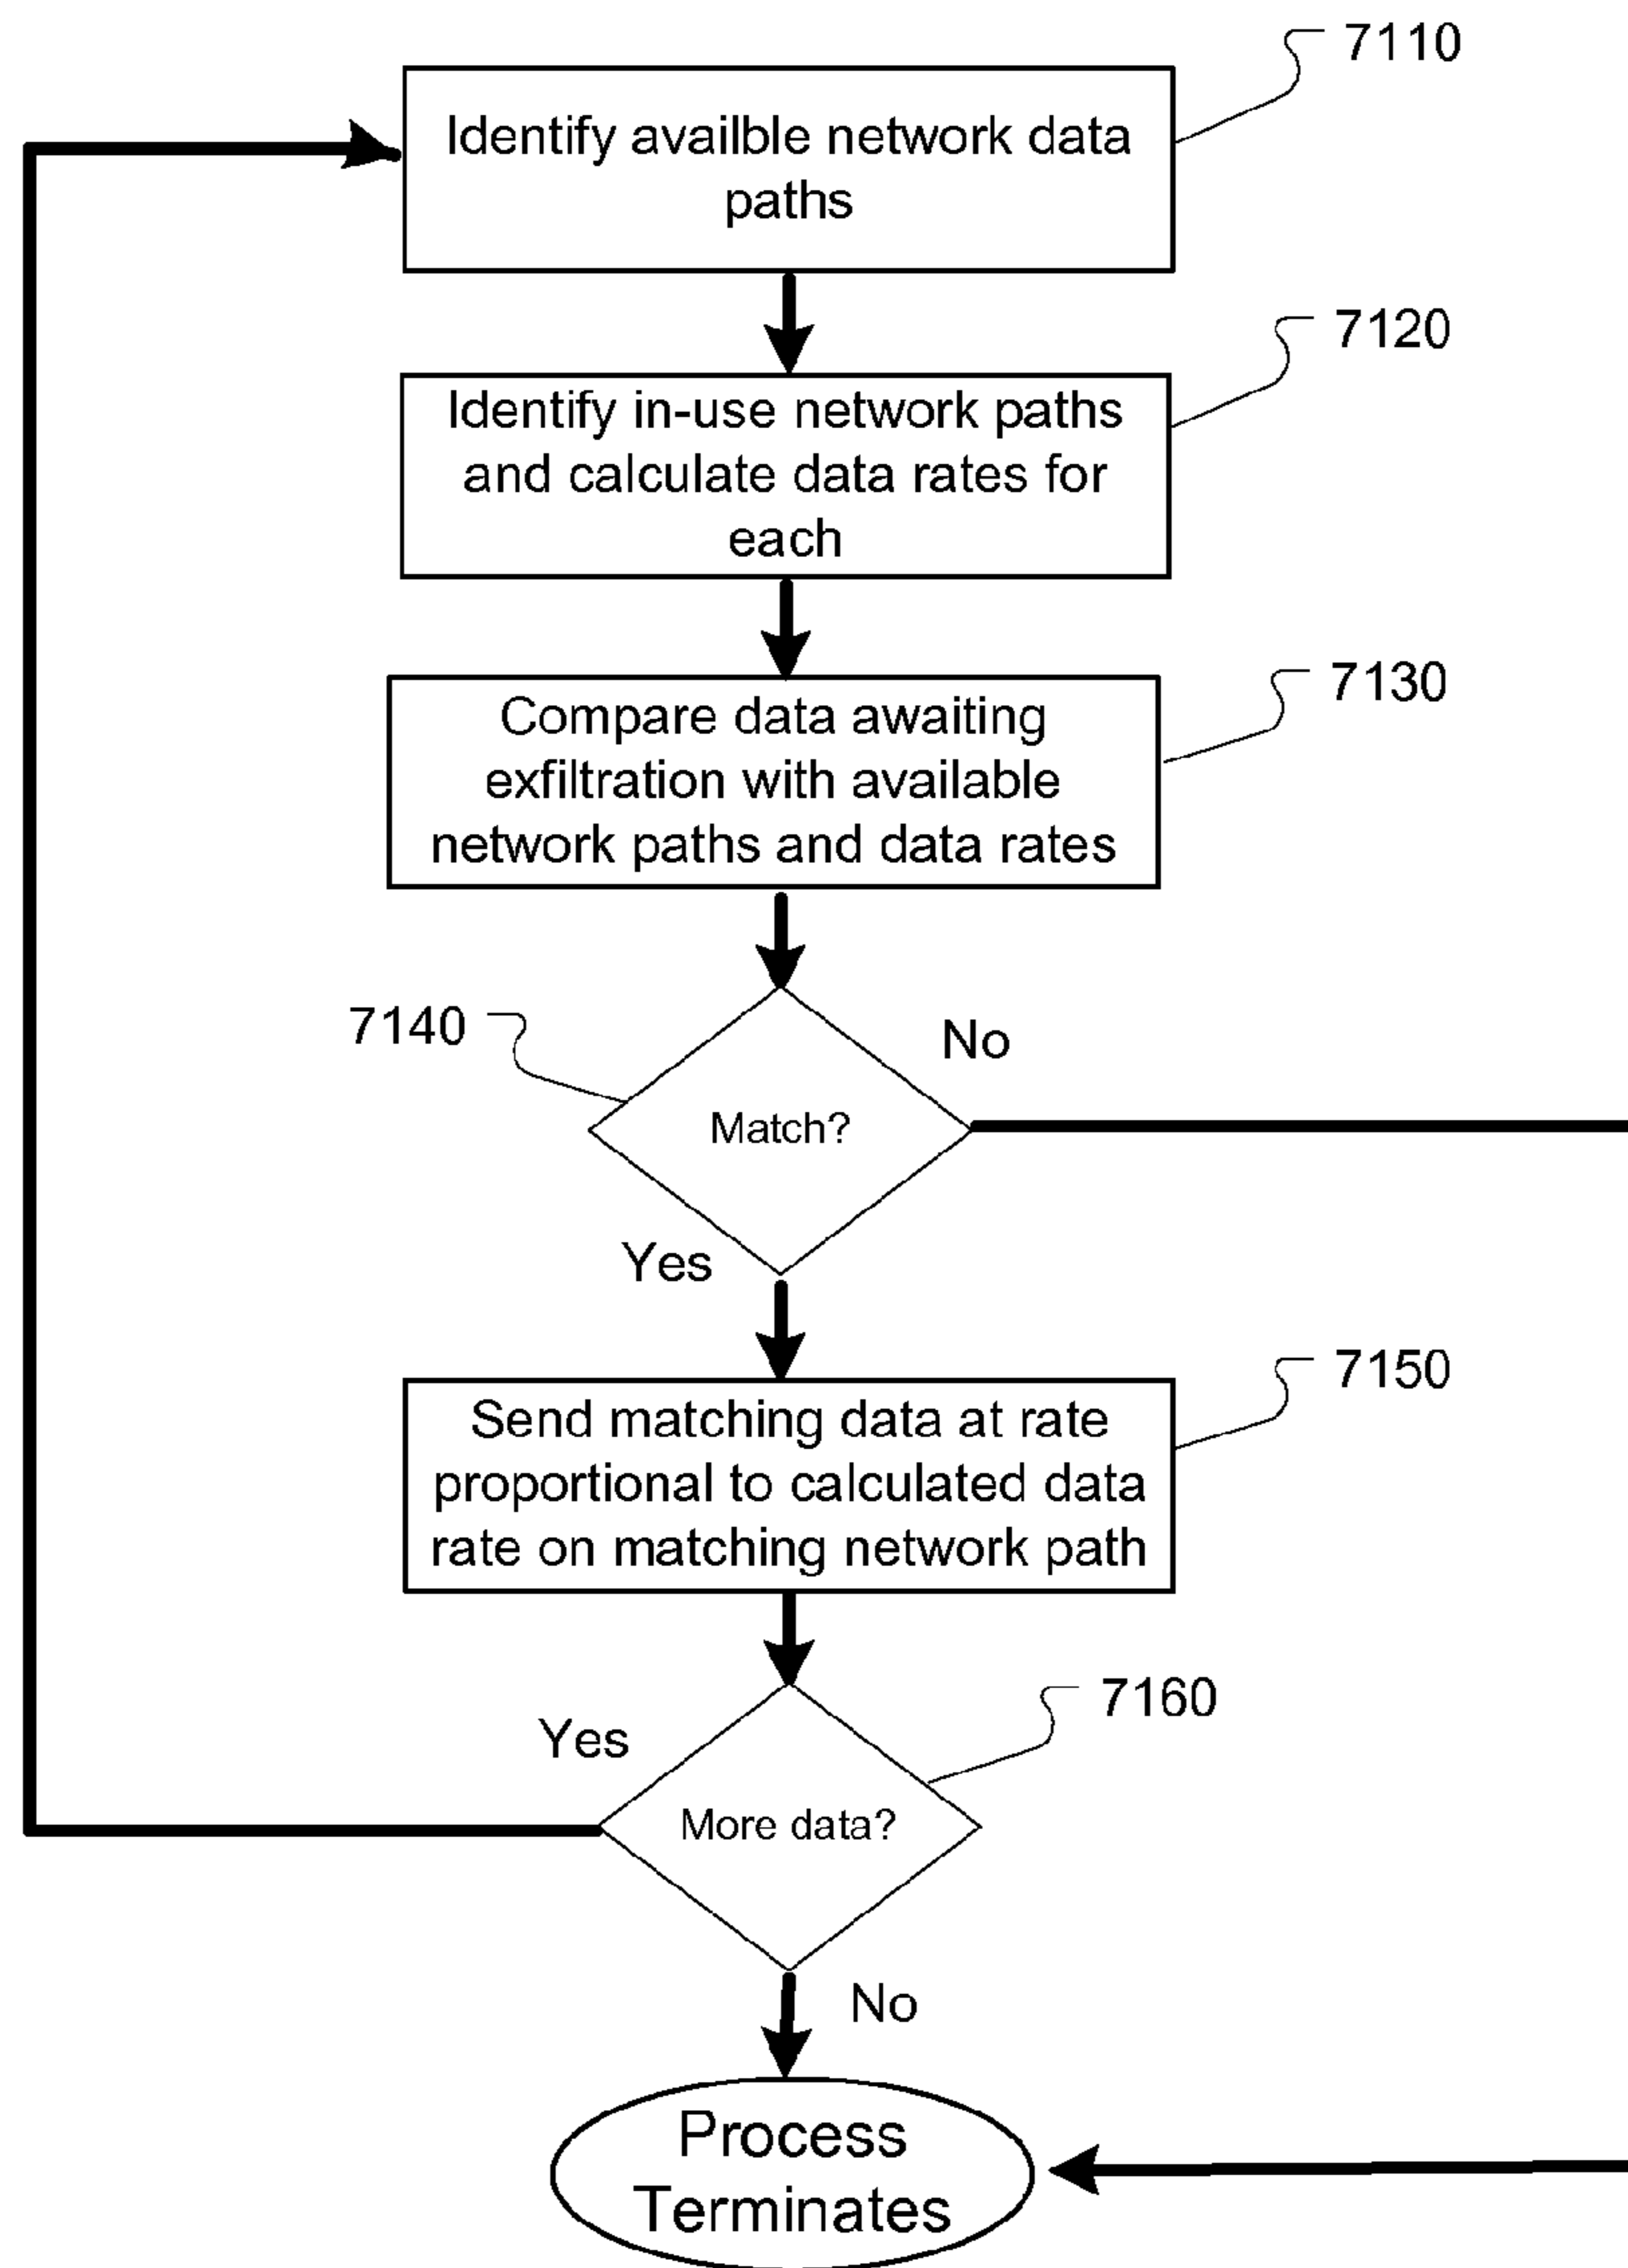 7110
Identify availble network data
paths
7120
Identify in-use network paths
and calculate data rates for
each
7130
Compare data awaiting
exfiltration with available
network paths and data rates
7140
No
Match?
Yes
7150
Send matching data at rate
proportional to calculated data
rate on matching network path
7160
Yes
More data?
No
Process
Terminates